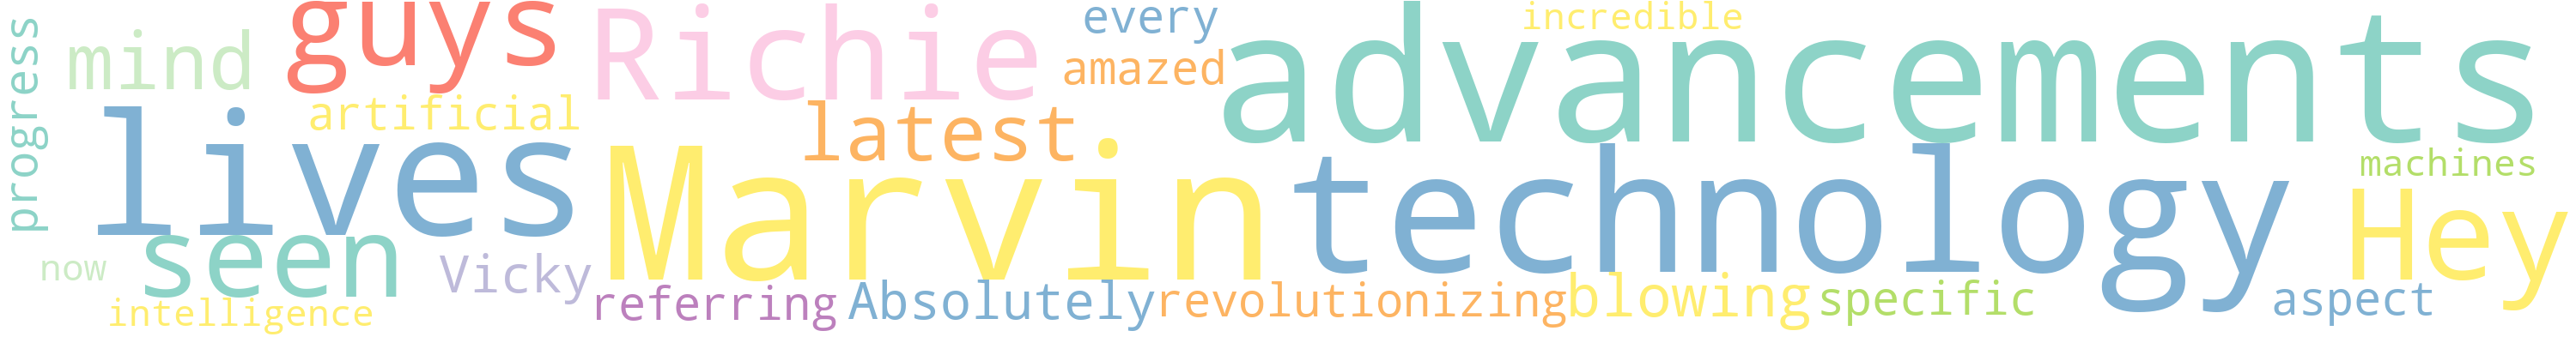 progress
mind
guys
Richie
every
amazed
incredible
advancements
artificial
latest
lives
Marvin
technology
machines
Hey
seen
now
Vicky
intelligence
referring
Absolutely
revolutionizing
blowing
specific
aspect